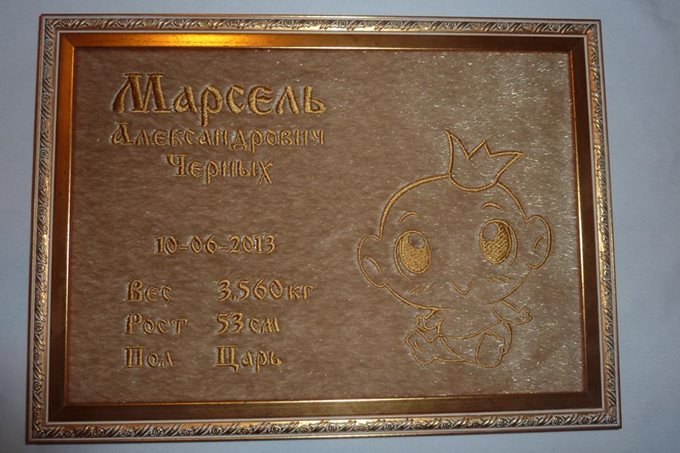 Марсель
Александрович
Черных
10-06-2013
Вес 3.560кг
Рост 53см
Пол Царь